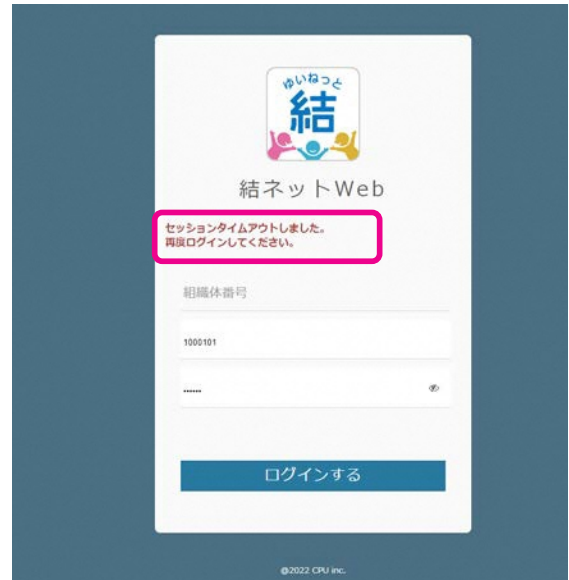 ゆいねっと
結
結ネットWeb
セッションタイムアウトしました。
再度ログインしてください。
組織体番号
1000101
••••••
ログインする
@2022 CPU inc.